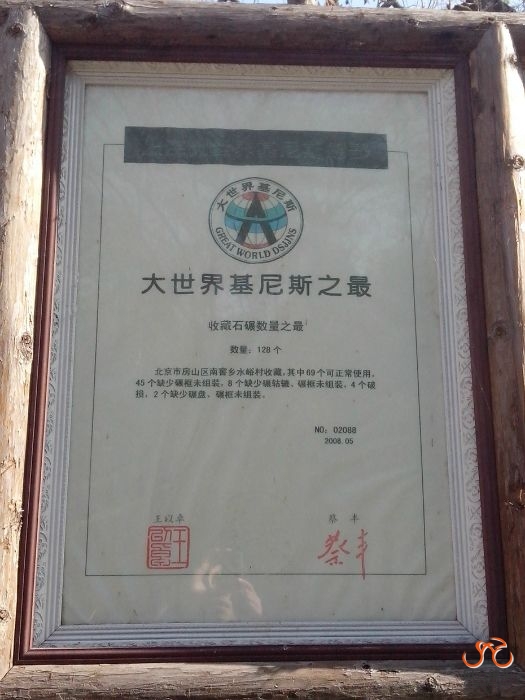 大世界基尼斯
GREAT WORLD DSJJNS
大世界基尼斯之最
收藏石碾数量之最
数量：128个
北京市房山区南窖乡水峪村收藏，其中69个可正常使用，
45个缺少碾框未组装，8个缺少碾轱辘、碾框未组装，4个破
损，2个缺少碾盘、碾框未组装。
NO：02088
2008.05
王以卓 蔡丰
蔡丰